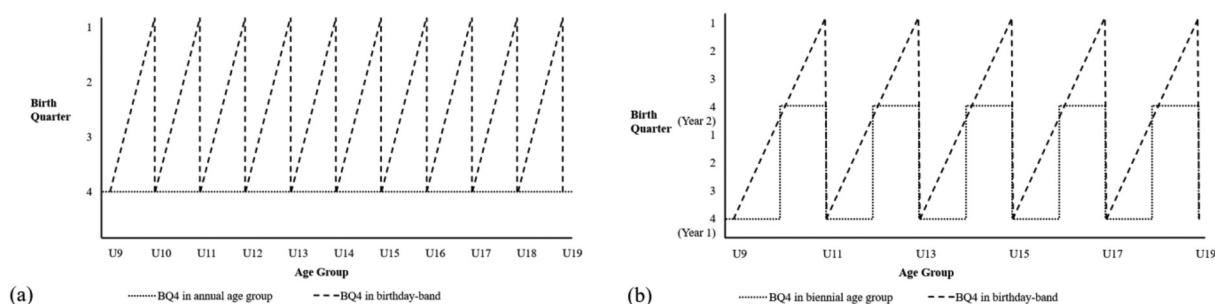 1
2
Birth
Quarter
3
4
U9 U10 U11 U12 U13 U14 U15 U16 U17 U18 U19
Age Group
(a)
BQ4 in annual age group BQ4 in birthday-band
1
2
3
4
(Year 2)
Birth
Quarter
1
2
3
4
(Year 1)
U9 U11 U13 U15 U17 U19
Age Group
(b)
BQ4 in biennial age group BQ4 in birthday-band